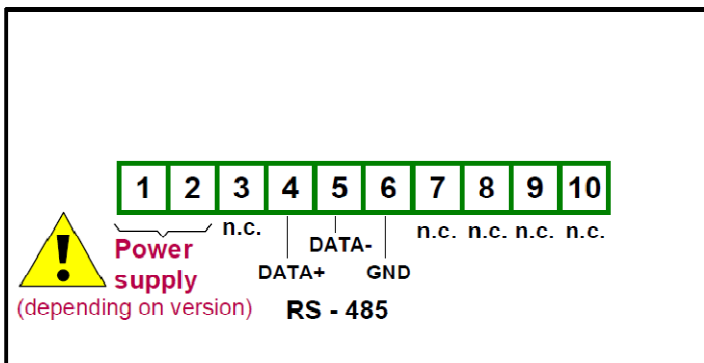 1 2 3 4 5 6 7 8 9 10
n.c. n.c. n.c. n.c. n.c.
!
Power
supply
(depending on version)
DATA-
DATA+ GND
RS - 485